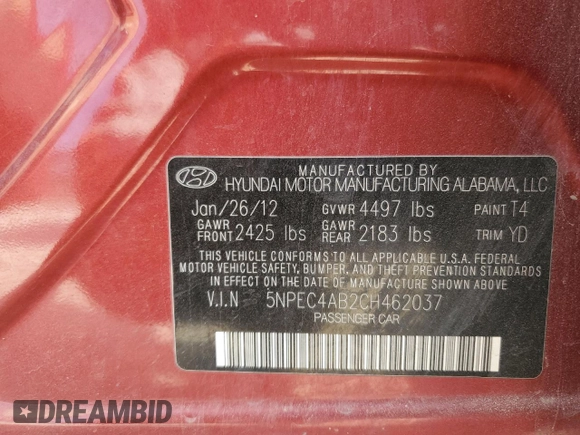 MANUFACTURED BY
HYUNDAI MOTOR MANUFACTURING ALABAMA, LLC
Jan/26/12 GVWR 4497 lbs PAINT T4
GAWR FRONT 2425 lbs GAWR REAR 2183 lbs TRIM YD
THIS VEHICLE CONFORMS TO ALL APPLICABLE U.S.A. FEDERAL
MOTOR VEHICLE SAFETY, BUMPER, AND THEFT PREVENTION STANDARDS
IN EFFECT ON THE DATE OF MANUFACTURE SHOWN ABOVE.
V.I.N 5NPEC4AB2CH462037
PASSENGER CAR
DREAMBID